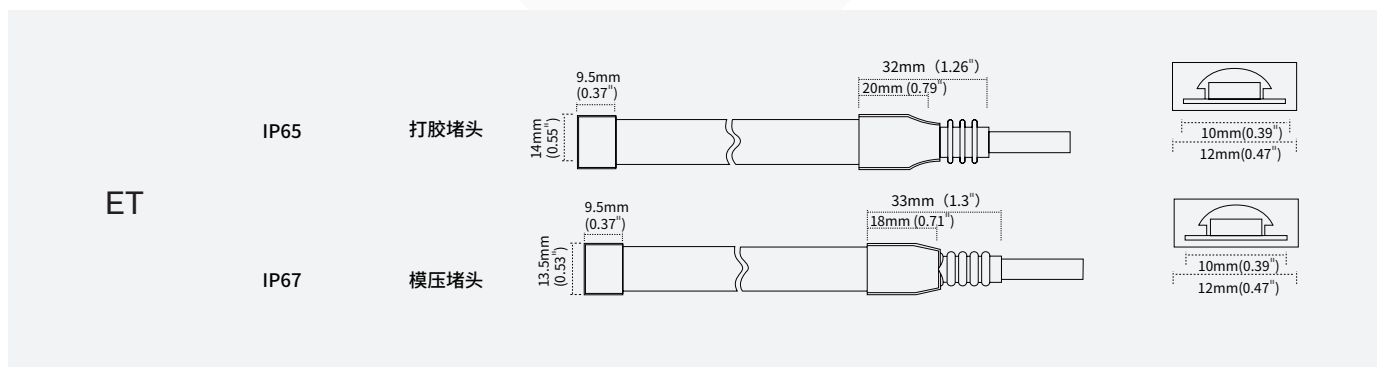 ET
IP65
打胶堵头
9.5mm
(0.37")
14mm
(0.55")
32mm（1.26"）
20mm (0.79")
10mm(0.39")
12mm(0.47")
IP67
模压堵头
9.5mm
(0.37")
13.5mm
(0.53")
33mm（1.3"）
18mm (0.71")
10mm(0.39")
12mm(0.47")